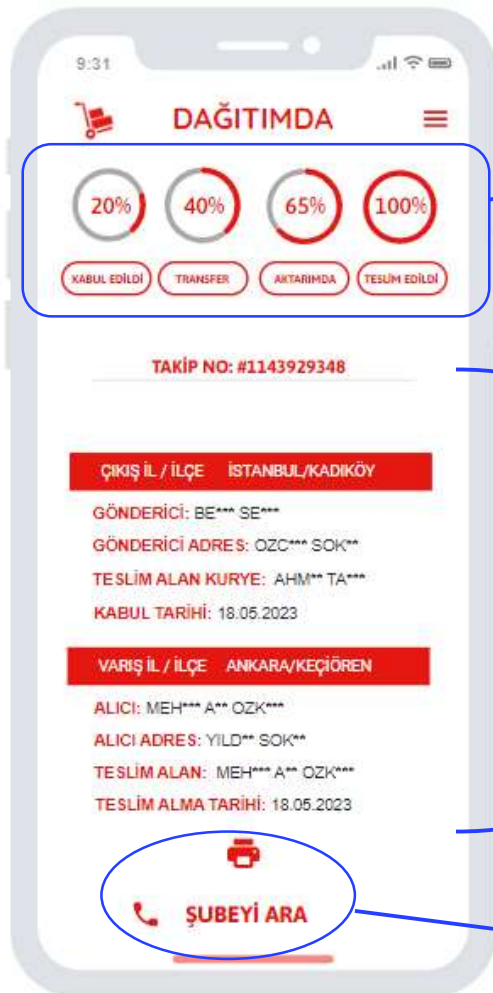 9:31
DAĞITIMDA
20% 40% 65% 100%
KABUL EDİLDİ TRANSFER AKTARIMDA TESLİM EDİLDİ
TAKİP NO: #1143929348
ÇIKIŞ İL / İLÇE İSTANBUL/KADIKÖY
GÖNDERİCİ: BE*** SE***
GÖNDERİCİ ADRES: OZC*** SOK**
TESLİM ALAN KURYE: AHM** TA***
KABUL TARİHİ: 18.05.2023
VARIŞ İL / İLÇE ANKARA/KEÇİÖREN
ALICI: MEH*** A** OZK***
ALICI ADRES: YILD** SOK**
TESLİM ALAN: MEH*** A** OZK***
TESLİM ALMA TARİHİ: 18.05.2023
ŞUBEYİ ARA